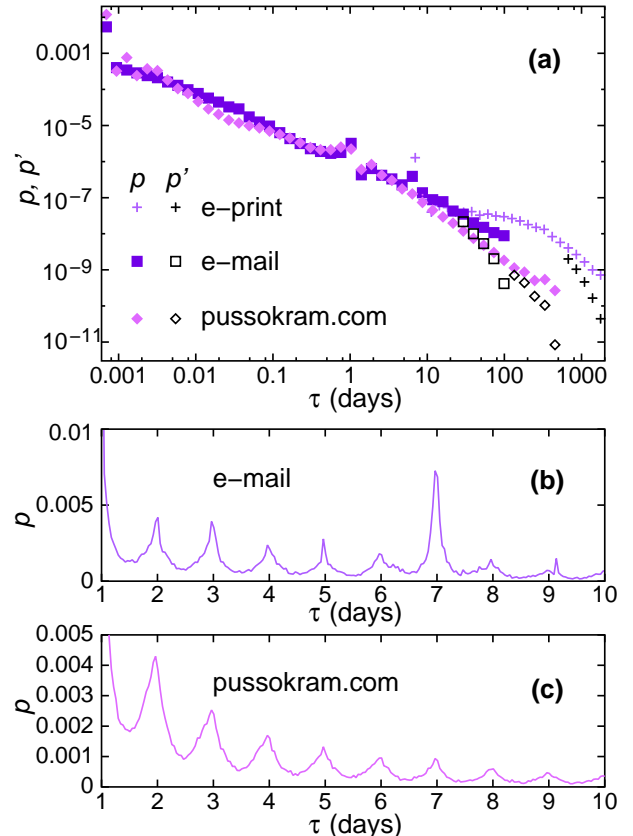 (a)
0.001
10−5
10−7
10−9
10−11
p, p'
p p'
e−print
e−mail
pussokram.com
0.001 0.01 0.1 1 10 100 1000
τ (days)
0.01
0.005
0
p
e−mail
(b)
1 2 3 4 5 6 7 8 9 10
τ (days)
0.005
0.004
0.003
0.002
0.001
0
p
pussokram.com
(c)
1 2 3 4 5 6 7 8 9 10
τ (days)